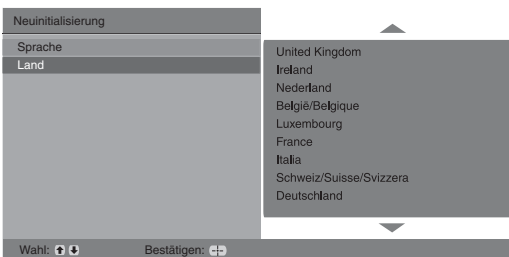 Neuinitialisierung
Sprache
Land
United Kingdom
Ireland
Nederland
België/Belgique
Luxembourg
France
Italia
Schweiz/Suisse/Svizzera
Deutschland
Wahl: Bestätigen: